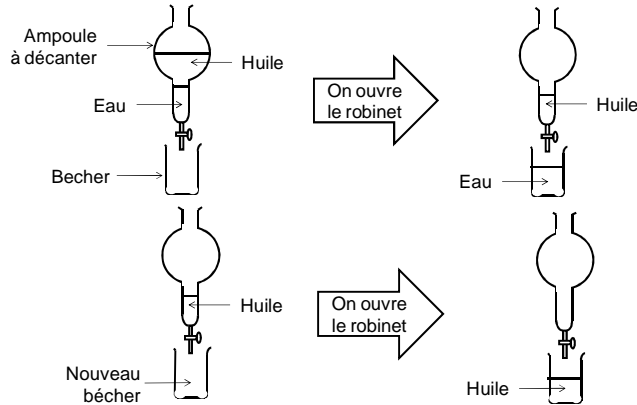 Ampoule
à décanter
Huile
Eau
Becher
On ouvre
le robinet
Huile
Eau
Huile
Nouveau
bécher
On ouvre
le robinet
Huile